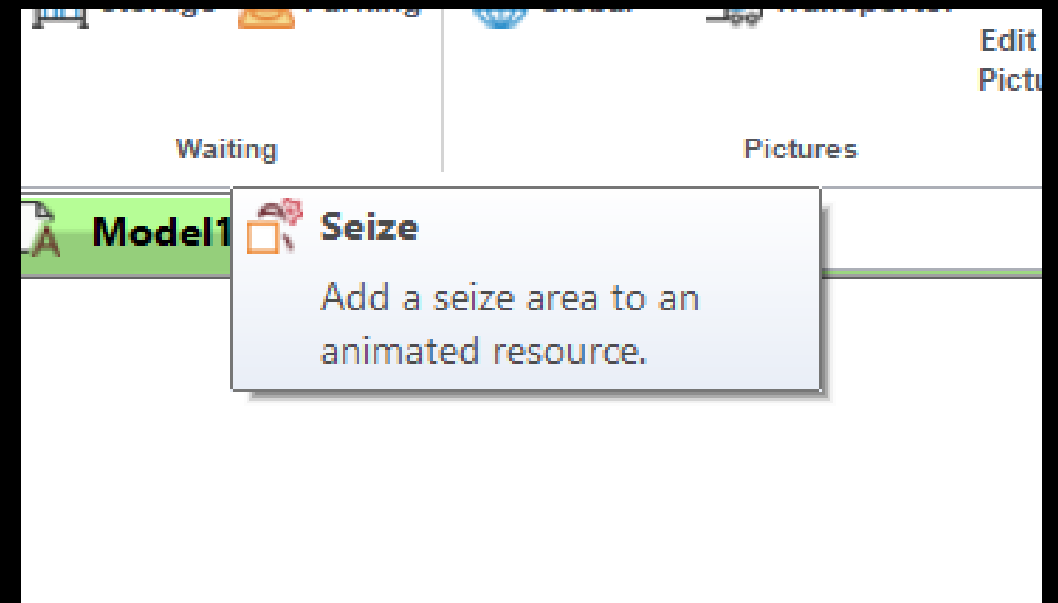 Edit
Waiting
Pictures
Model1
Seize
Add a seize area to an
animated resource.